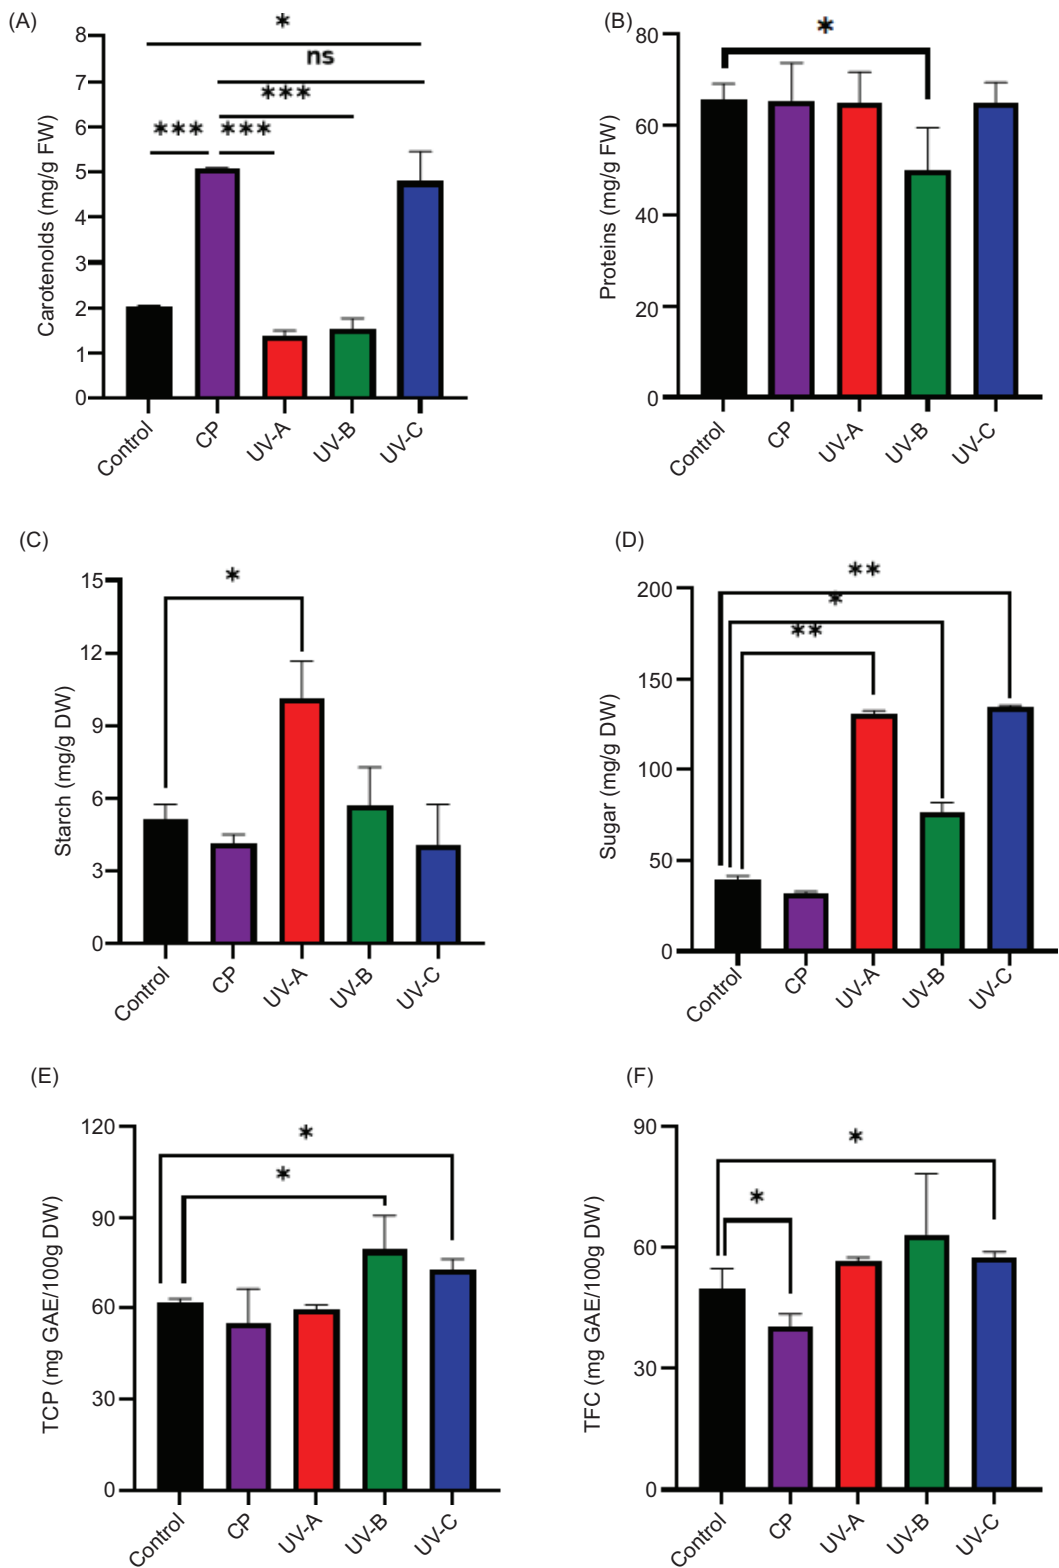 (A)
Carotenolds (mg/g FW)
8
7
6
5
4
3
2
1
0
*
ns
***
*** ***
Control CP UV-A UV-B UV-C
(B)
Proteins (mg/g FW)
80
60
40
20
0
*
Control CP UV-A UV-B UV-C
(C)
Starch (mg/g DW)
15
12
9
6
3
0
*
Control CP UV-A UV-B UV-C
(D)
Sugar (mg/g DW)
200
150
100
50
0
**
*
**
Control CP UV-A UV-B UV-C
(E)
TCP (mg GAE/100g DW)
120
90
60
30
0
*
*
Control CP UV-A UV-B UV-C
(F)
TFC (mg GAE/100g DW)
90
60
30
0
*
*
Control CP UV-A UV-B UV-C